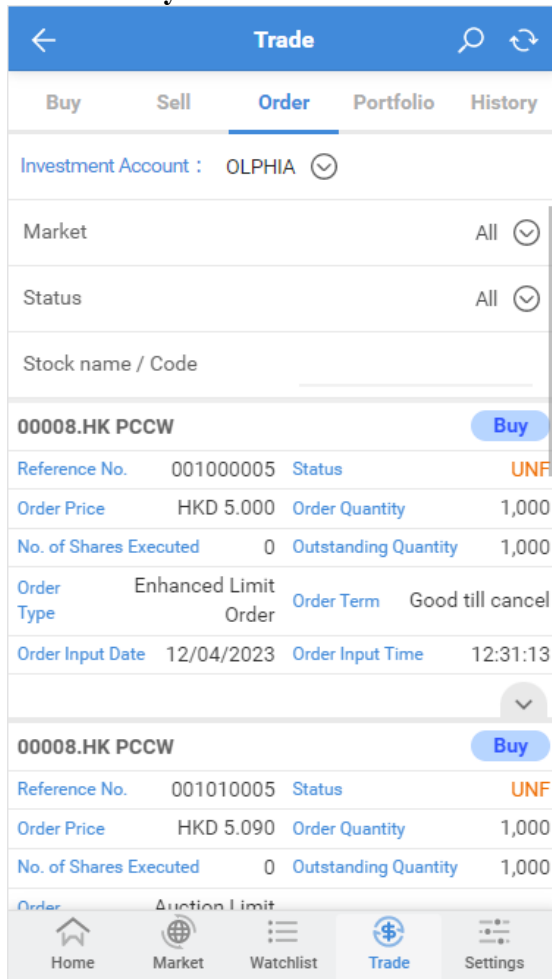 Trade
Buy Sell Order Portfolio History
Investment Account : OLPHIA
Market All
Status All
Stock name / Code
00008.HK PCCW Buy
Reference No. 001000005 Status UNF
Order Price HKD 5.000 Order Quantity 1,000
No. of Shares Executed 0 Outstanding Quantity 1,000
Order Type Enhanced Limit Order Order Term Good till cancel
Order Input Date 12/04/2023 Order Input Time 12:31:13
00008.HK PCCW Buy
Reference No. 001010005 Status UNF
Order Price HKD 5.090 Order Quantity 1,000
No. of Shares Executed 0 Outstanding Quantity 1,000
Order Auction Limit
Home Market Watchlist Trade Settings